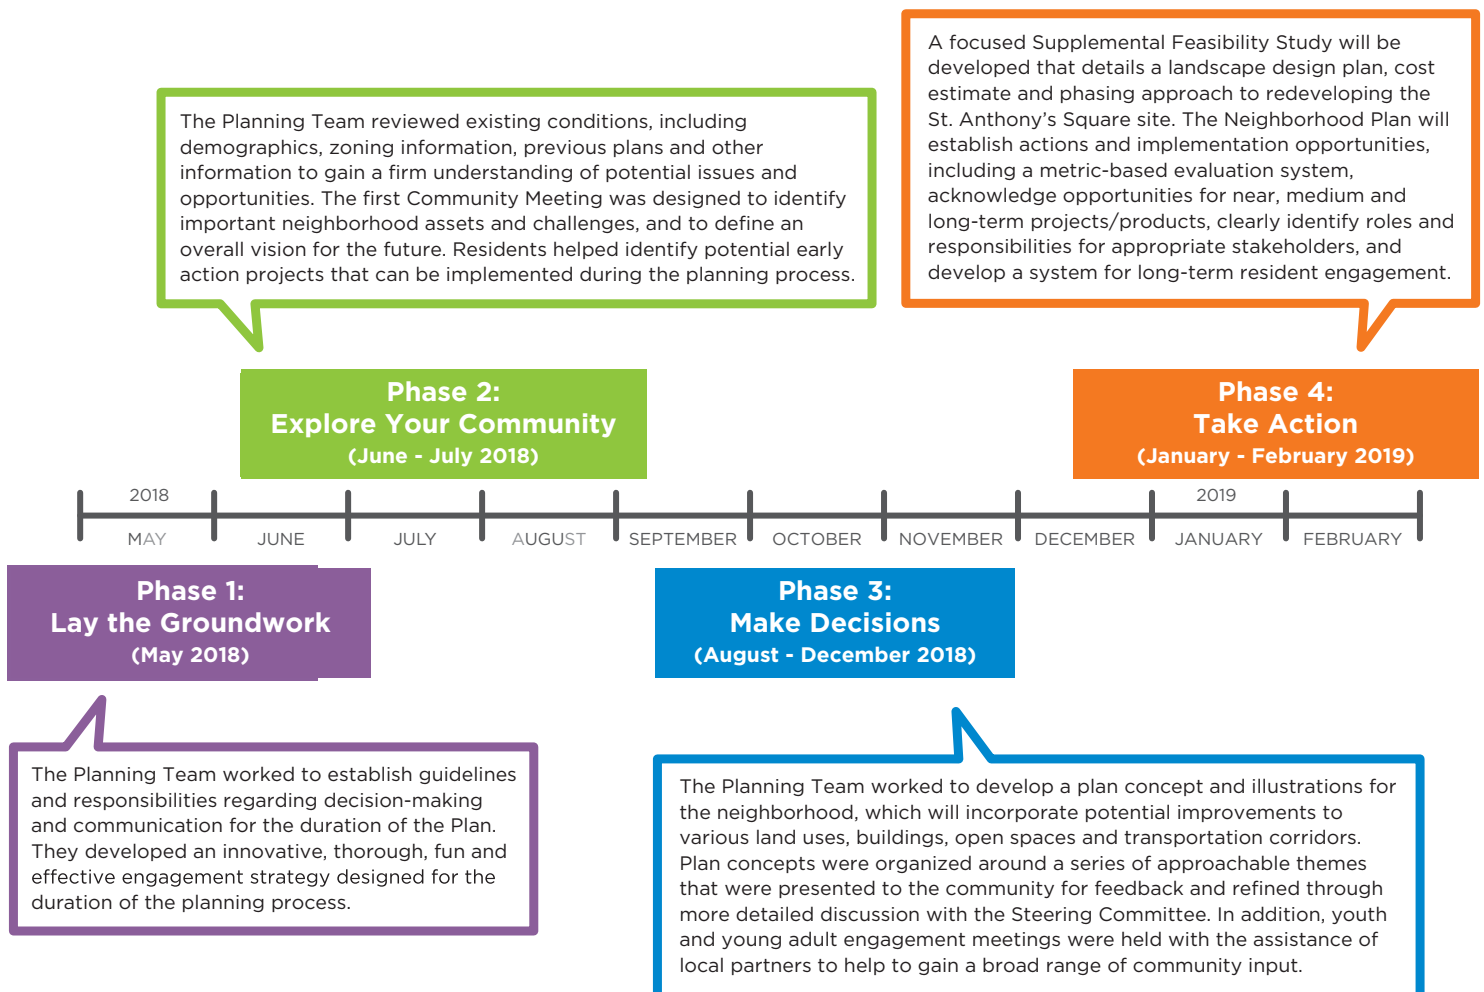 The Planning Team reviewed existing conditions, including
demographics, zoning information, previous plans and other
information to gain a firm understanding of potential issues and
opportunities. The first Community Meeting was designed to identify
important neighborhood assets and challenges, and to define an
overall vision for the future. Residents helped identify potential early
action projects that can be implemented during the planning process.
A focused Supplemental Feasibility Study will be
developed that details a landscape design plan, cost
estimate and phasing approach to redeveloping the
St. Anthony's Square site. The Neighborhood Plan will
establish actions and implementation opportunities,
including a metric-based evaluation system,
acknowledge opportunities for near, medium and
long-term projects/products, clearly identify roles and
responsibilities for appropriate stakeholders, and
develop a system for long-term resident engagement.
Phase 2:
Explore Your Community
(June - July 2018)
Phase 4:
Take Action
(January - February 2019)
2018
2019
MAY
JUNE
JULY
AUGUST
SEPTEMBER
OCTOBER
NOVEMBER
DECEMBER
JANUARY
FEBRUARY
Phase 1:
Lay the Groundwork
(May 2018)
Phase 3:
Make Decisions
(August - December 2018)
The Planning Team worked to establish guidelines
and responsibilities regarding decision-making
and communication for the duration of the Plan.
They developed an innovative, thorough, fun and
effective engagement strategy designed for the
duration of the planning process.
The Planning Team worked to develop a plan concept and illustrations for
the neighborhood, which will incorporate potential improvements to
various land uses, buildings, open spaces and transportation corridors.
Plan concepts were organized around a series of approachable themes
that were presented to the community for feedback and refined through
more detailed discussion with the Steering Committee. In addition, youth
and young adult engagement meetings were held with the assistance of
local partners to help to gain a broad range of community input.